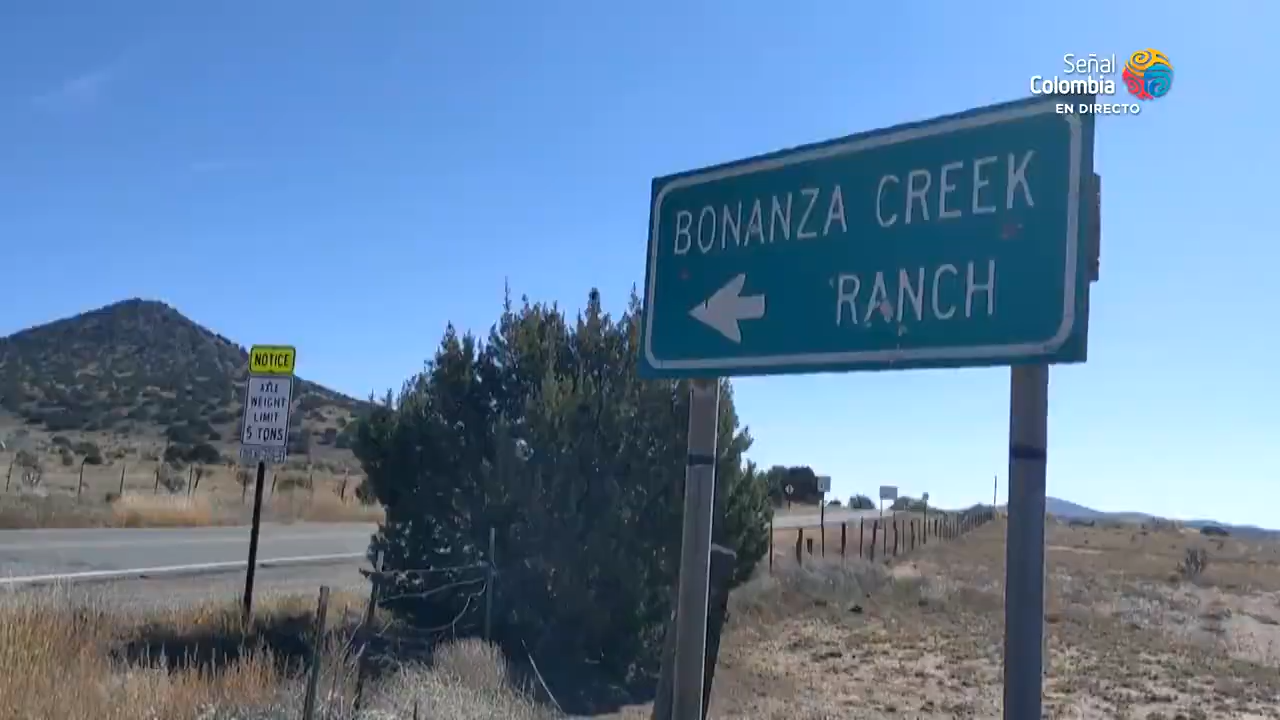 Señal
Colombia
EN DIRECTO
BONANZA CREEK
RANCH
NOTICE
AXLE
WEIGHT
LIMIT
5 TONS